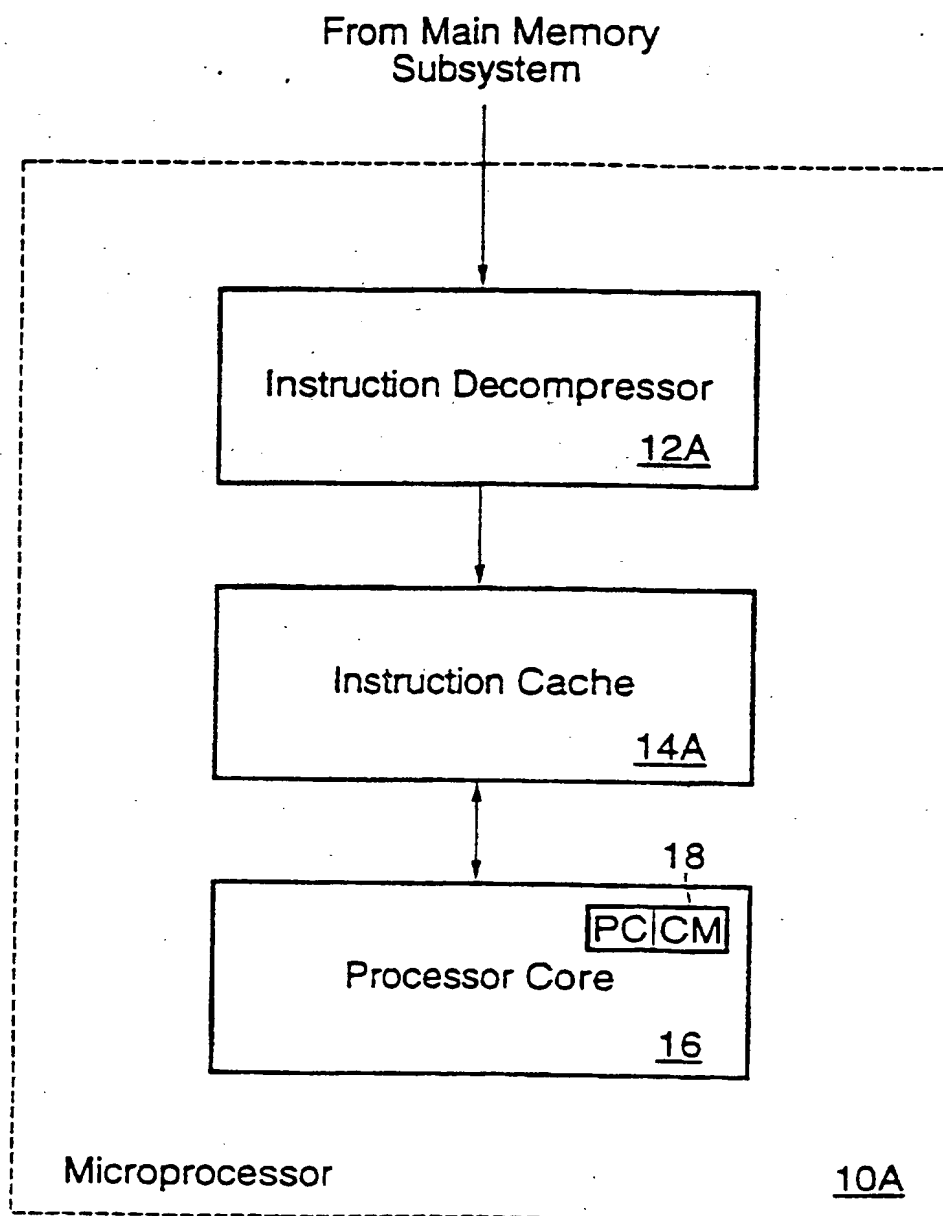 From Main Memory
Subsystem
Instruction Decompressor
12A
Instruction Cache
14A
18
PC CM
Processor Core
16
Microprocessor
10A